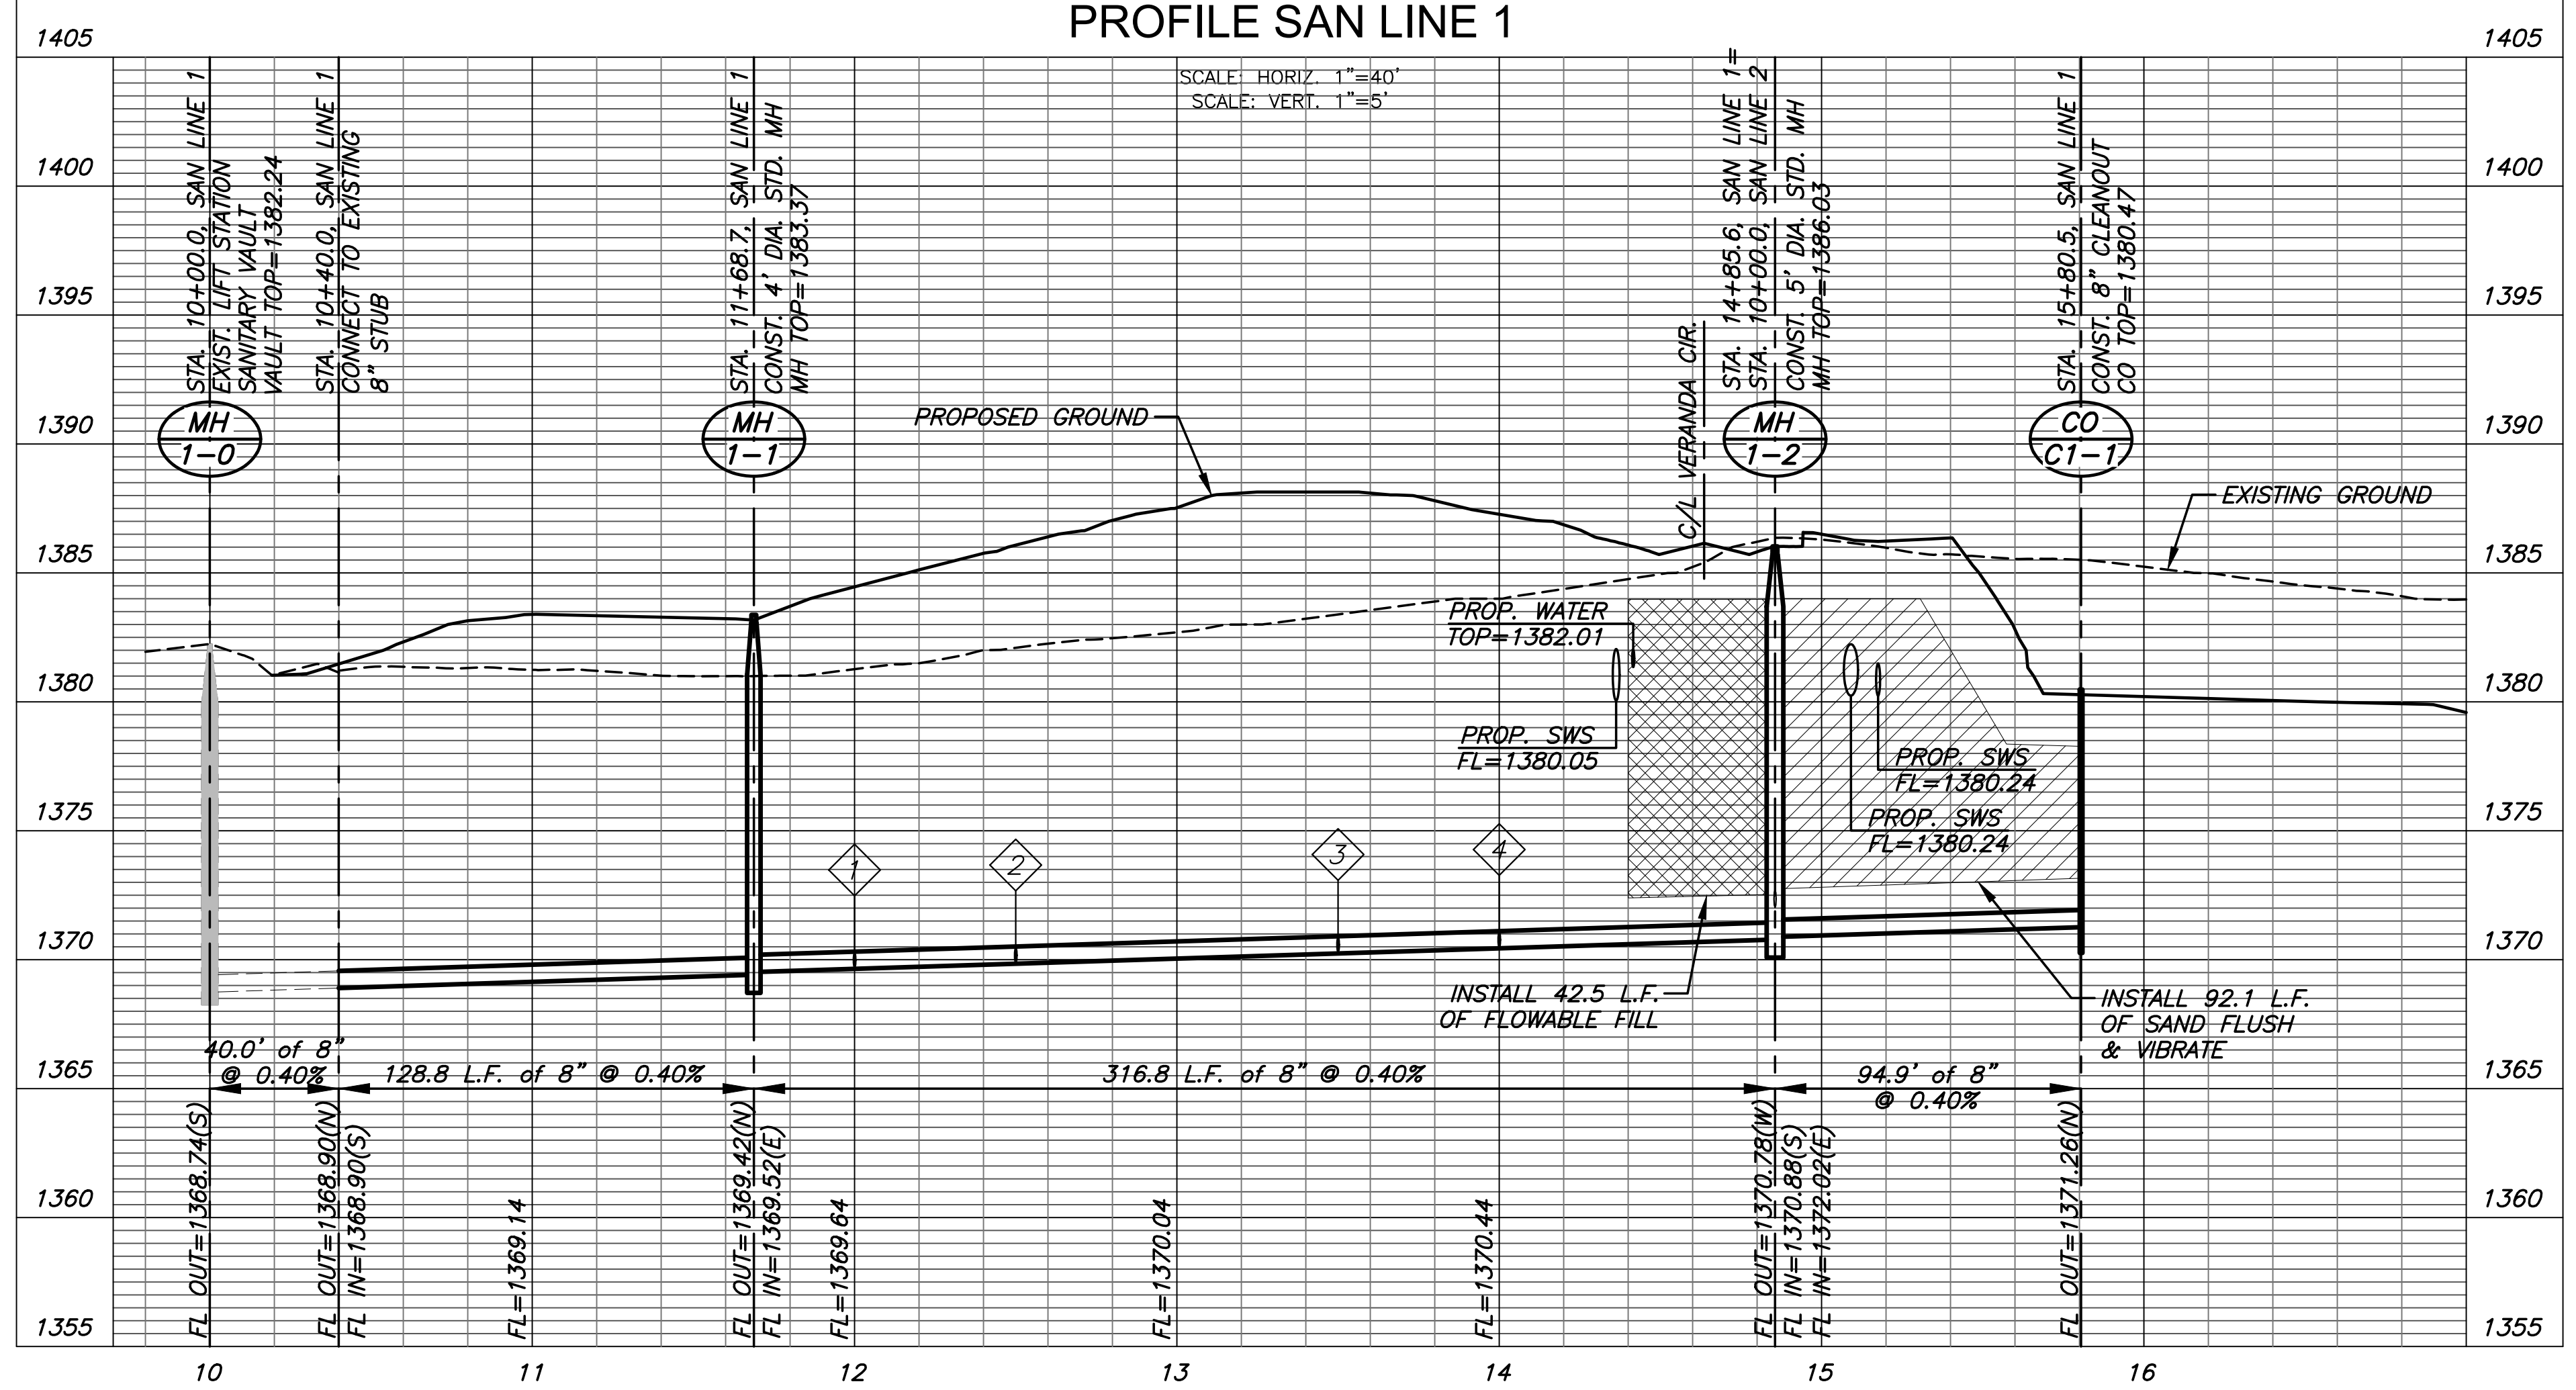 PROFILE SAN LINE 1
SCALE: HORIZ. 1"=40'
SCALE: VERT. 1"=5'
1405
1400
1395
1390
1385
1380
1375
1370
1365
1360
1355
1405
1400
1395
1390
1385
1380
1375
1370
1365
1360
1355
STA. 10+00.0, SAN LINE 1
EXIST. LIFT STATION
SANITARY VAULT
VAULT TOP=1382.24
STA. 10+40.0, SAN LINE 1
CONNECT TO EXISTING
8" STUB
STA. 11+68.7, SAN LINE 1
CONST. 4' DIA. STD. MH
MH TOP=1383.37
C/L VERANDA CIR.
STA. 14+85.6, SAN LINE 1=
STA. 10+00.0, SAN LINE 2
CONST. 5' DIA. STD. MH
MH TOP=1386.03
STA. 15+80.5, SAN LINE 1
CONST. 8" CLEANOUT
CO TOP=1380.47
MH
1-0
MH
1-1
MH
1-2
CO
C1-1
PROPOSED GROUND
EXISTING GROUND
PROP. WATER
TOP=1382.01
PROP. SWS
FL=1380.05
PROP. SWS
FL=1380.24
PROP. SWS
FL=1380.24
1
2
3
4
INSTALL 42.5 L.F.
OF FLOWABLE FILL
INSTALL 92.1 L.F.
OF SAND FLUSH
& VIBRATE
40.0' of 8"
@ 0.40%
128.8 L.F. of 8" @ 0.40%
316.8 L.F. of 8" @ 0.40%
94.9' of 8"
@ 0.40%
FL OUT=1368.74(S)
FL OUT=1368.90(N)
FL IN=1368.90(S)
FL=1369.14
FL OUT=1369.42(N)
FL IN=1369.52(E)
FL=1369.64
FL=1370.04
FL=1370.44
FL OUT=1370.78(W)
FL IN=1370.88(S)
FL IN=1372.02(E)
FL OUT=1371.26(N)
10
11
12
13
14
15
16